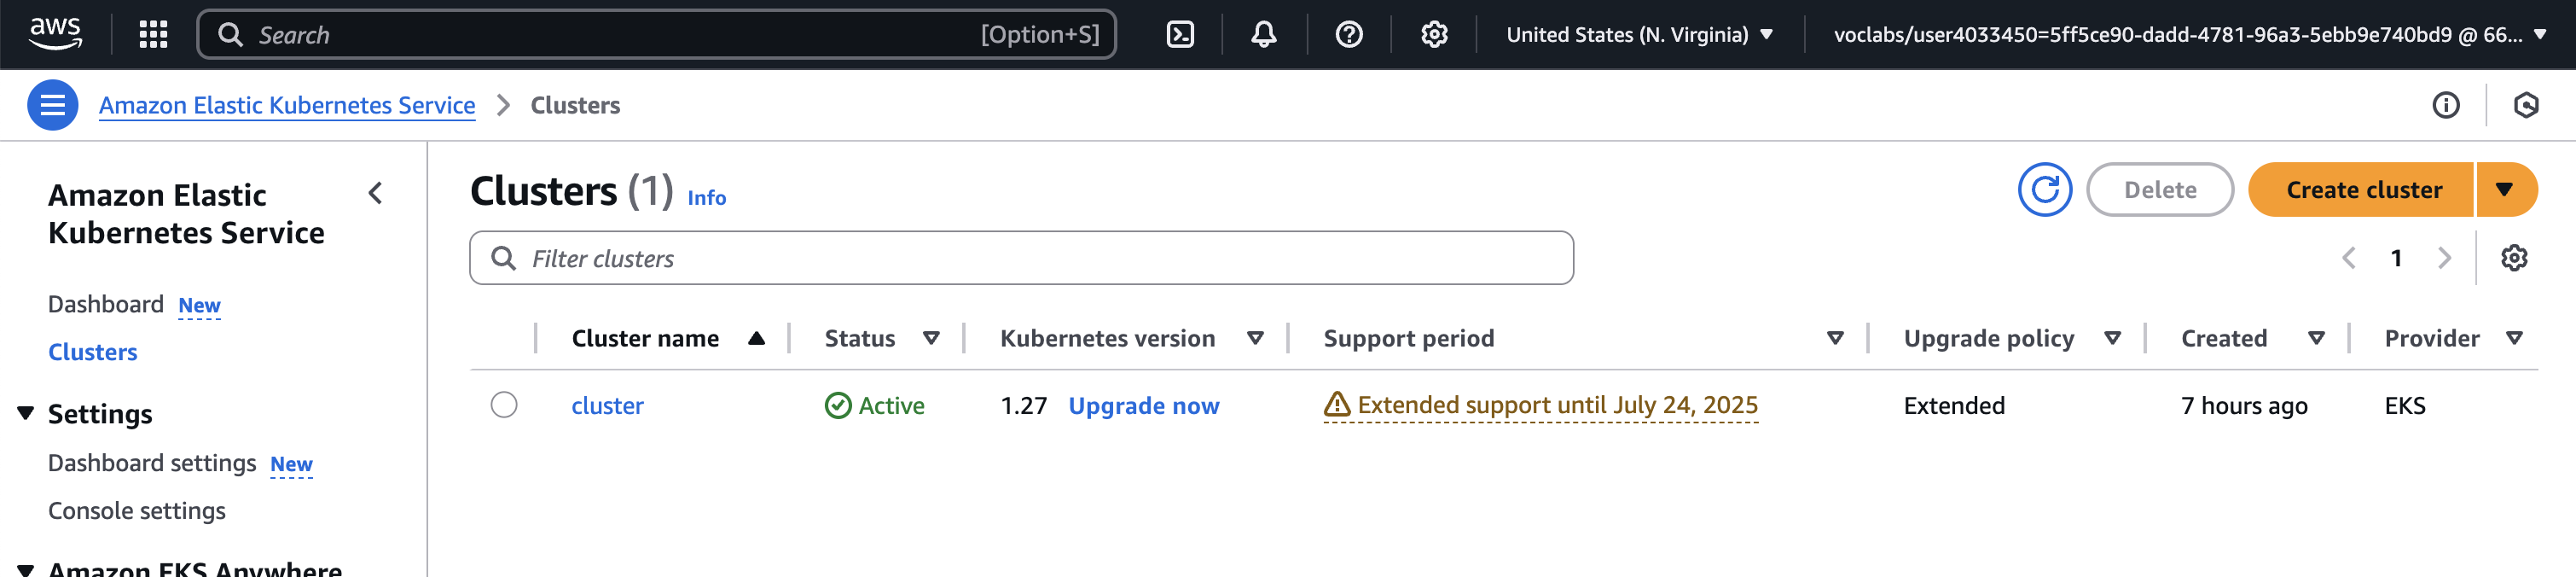 aws
Search [Option+S] United States (N. Virginia) voclabs/user4033450=5ff5ce90-dadd-4781-96a3-5ebb9e740bd9 @ 66...
Amazon Elastic Kubernetes Service Clusters
Amazon Elastic
Kubernetes Service
Dashboard New
Clusters
Settings
Dashboard settings New
Console settings
Amazon EKS Anywhere
Clusters (1) Info
Delete Create cluster
Filter clusters
1
Cluster name Status Kubernetes version Support period Upgrade policy Created Provider
cluster Active 1.27 Upgrade now Extended support until July 24, 2025 Extended 7 hours ago EKS